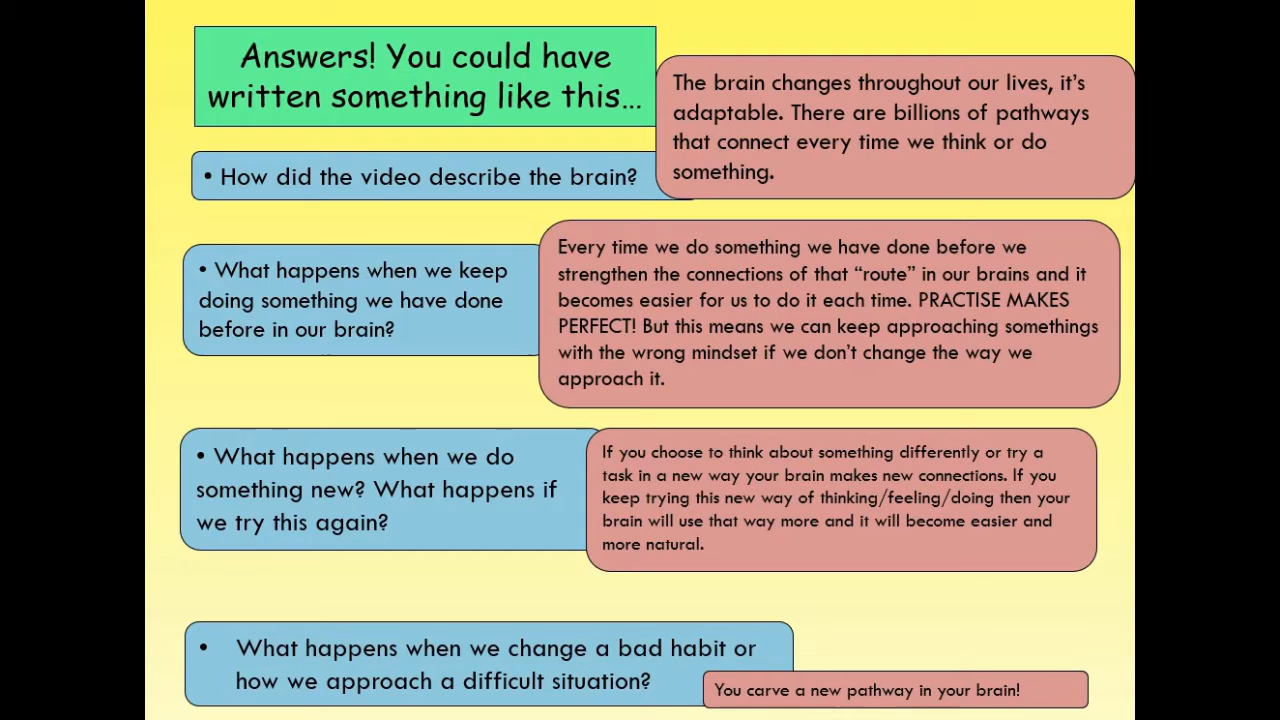 Answers! You could have
written something like this...
The brain changes throughout our lives, it's
adaptable. There are billions of pathways
that connect every time we think or do
something.
• How did the video describe the brain?
Every time we do something we have done before we
strengthen the connections of that “route” in our brains and it
becomes easier for us to do it each time. PRACTISE MAKES
PERFECT! But this means we can keep approaching somethings
with the wrong mindset if we don't change the way we
approach it.
• What happens when we keep
doing something we have done
before in our brain?
• What happens when we do
something new? What happens if
we try this again?
If you choose to think about something differently or try a
task in a new way your brain makes new connections. If you
keep trying this new way of thinking/feeling/doing then your
brain will use that way more and it will become easier and
more natural.
• What happens when we change a bad habit or
how we approach a difficult situation?
You carve a new pathway in your brain!